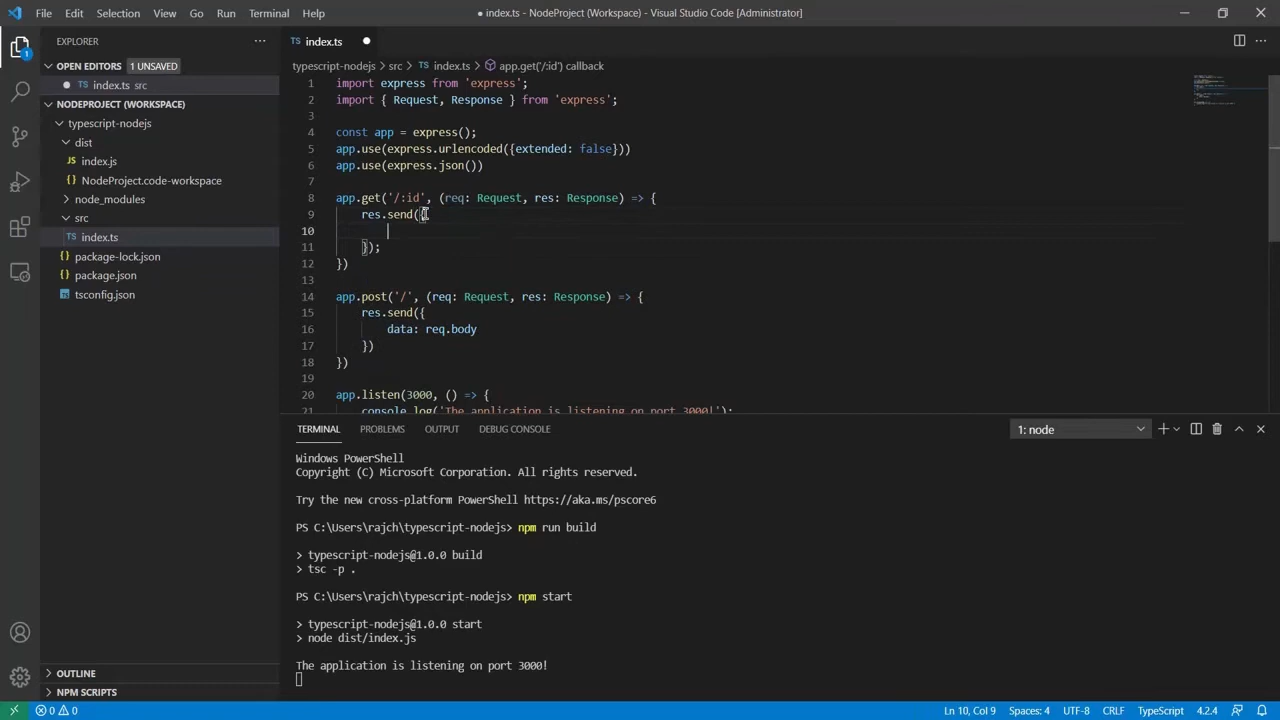 File Edit Selection View Go Run Terminal Help
● index.ts - NodeProject (Workspace) - Visual Studio Code [Administrator]
EXPLORER
OPEN EDITORS 1 UNSAVED
TS index.ts src
NODEPROJECT (WORKSPACE)
typescript-nodejs
dist
JS index.js
{} NodeProject.code-workspace
node_modules
src
TS index.ts
{} package-lock.json
{} package.json
tsconfig.json
OUTLINE
NPM SCRIPTS
1
TS index.ts
typescript-nodejs > src > TS index.ts > app.get('/:id') callback
1 import express from 'express';
2 import { Request, Response } from 'express';
3
4 const app = express();
5 app.use(express.urlencoded({extended: false}))
6 app.use(express.json())
7
8 app.get('/:id', (req: Request, res: Response) => {
9 res.send({
10
11 });
12 })
13
14 app.post('/', (req: Request, res: Response) => {
15 res.send({
16 data: req.body
17 })
18 })
19
20 app.listen(3000, () => {
21 console.log('The application is listening on port 3000!');
TERMINAL PROBLEMS OUTPUT DEBUG CONSOLE
1: node
Windows PowerShell
Copyright (C) Microsoft Corporation. All rights reserved.
Try the new cross-platform PowerShell https://aka.ms/pscore6
PS C:\Users\rajch\typescript-nodejs> npm run build
> typescript-nodejs@1.0.0 build
> tsc -p .
PS C:\Users\rajch\typescript-nodejs> npm start
> typescript-nodejs@1.0.0 start
> node dist/index.js
The application is listening on port 3000!
0 0
Ln 10, Col 9 Spaces: 4 UTF-8 CRLF TypeScript 4.2.4